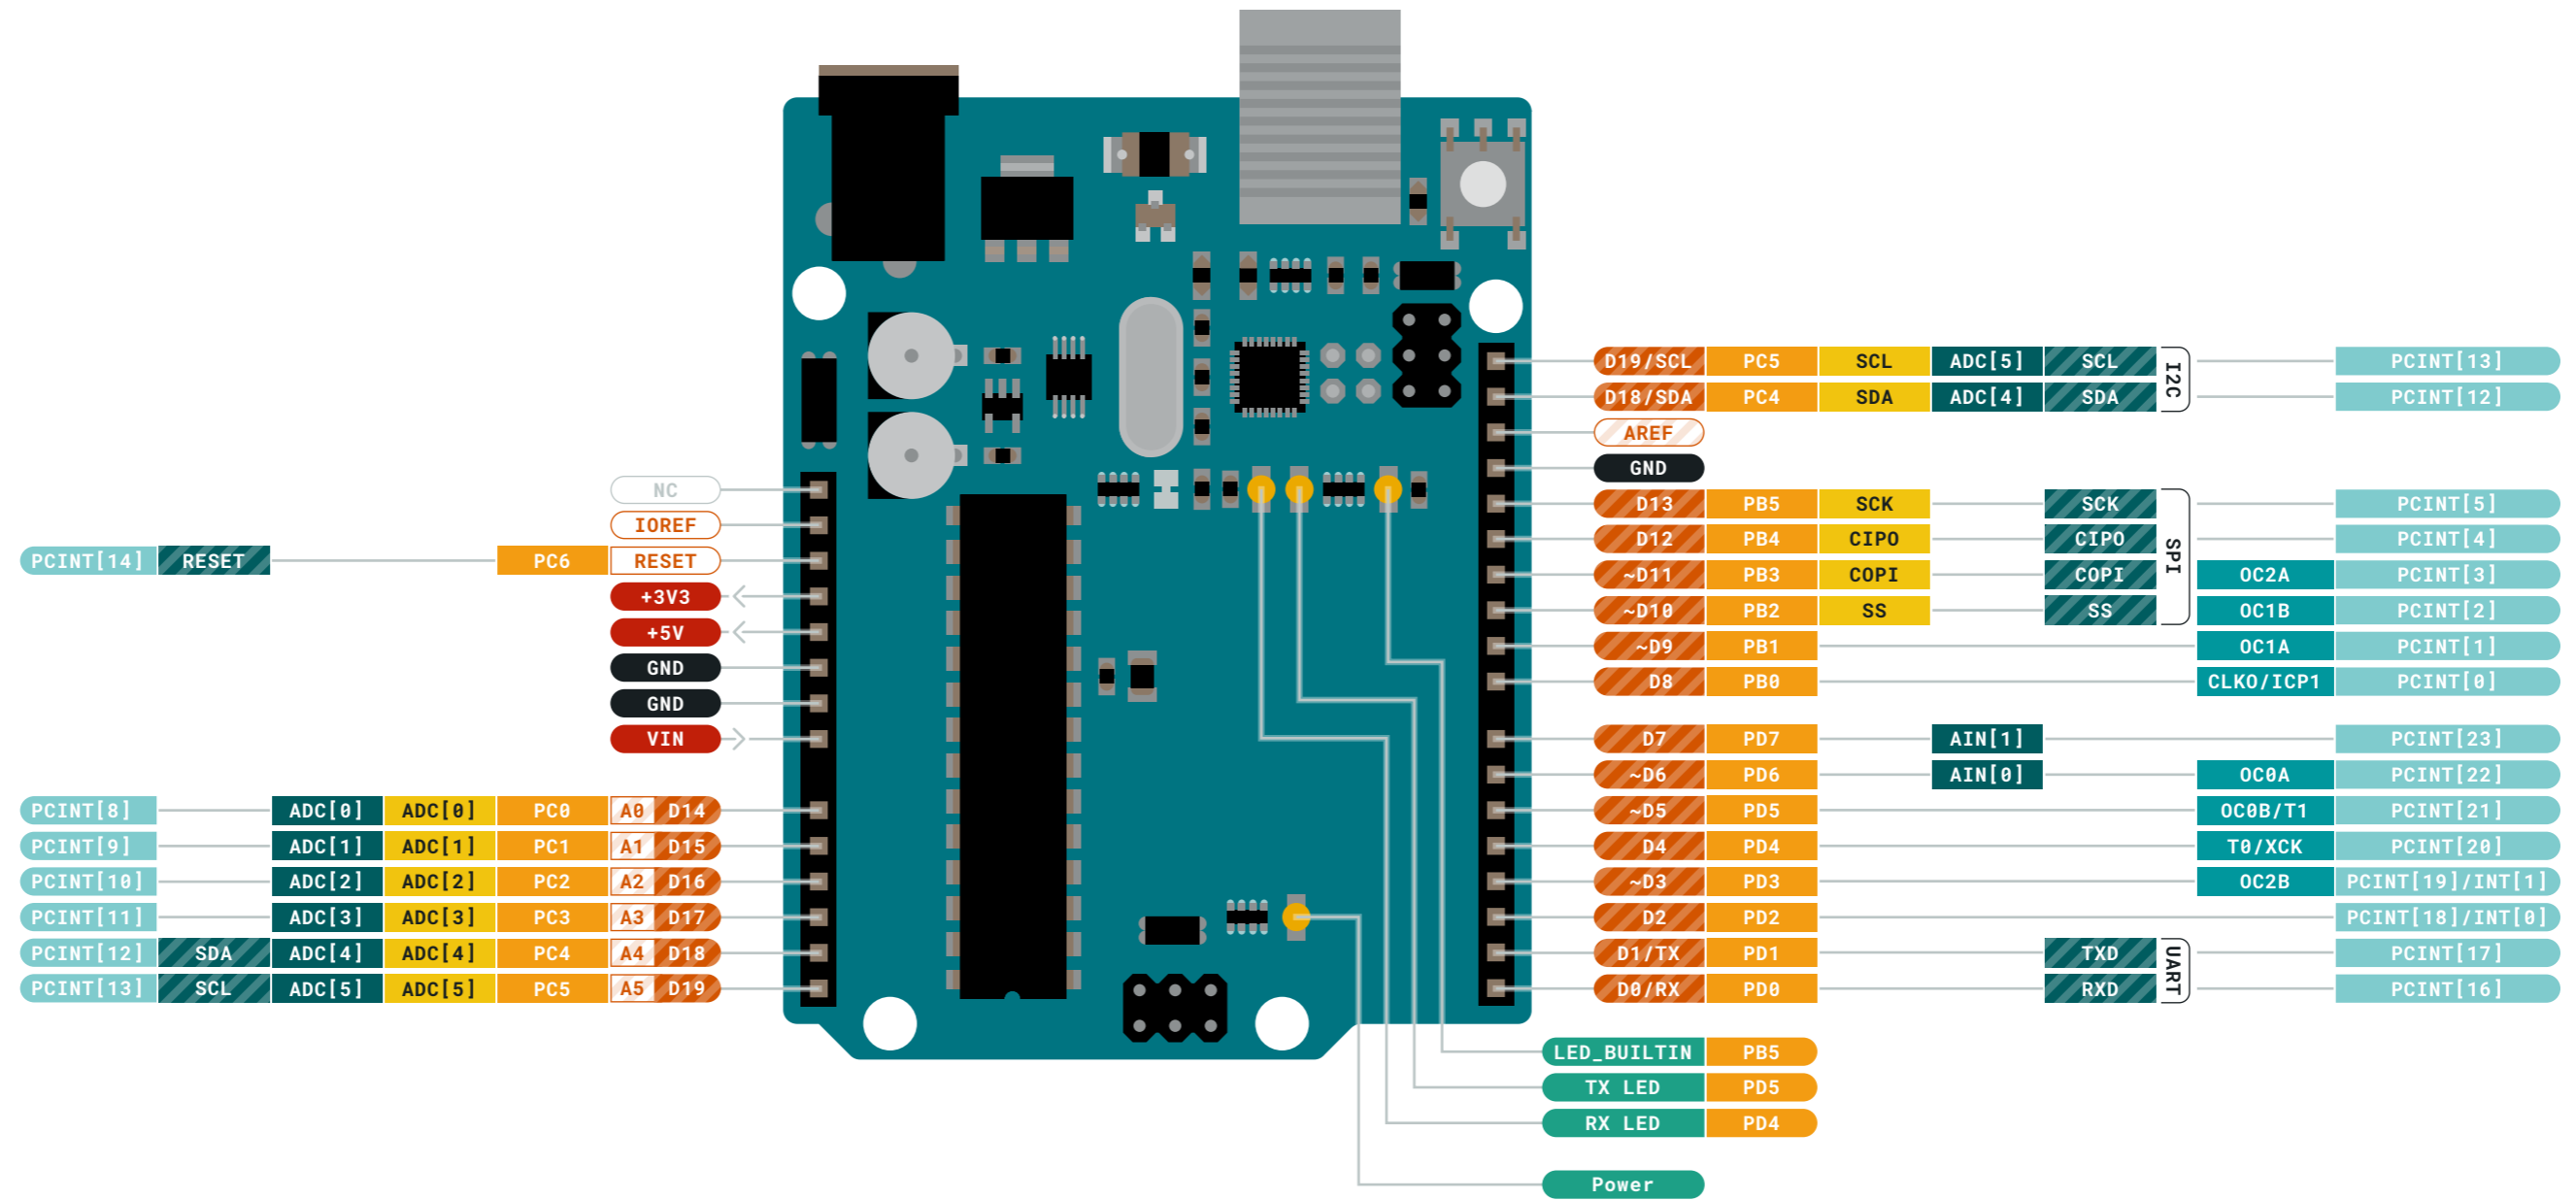 NC
IOREF
PCINT[14] RESET PC6 RESET
+3V3
+5V
GND
GND
VIN
PCINT[8] ADC[0] ADC[0] PC0 A0 D14
PCINT[9] ADC[1] ADC[1] PC1 A1 D15
PCINT[10] ADC[2] ADC[2] PC2 A2 D16
PCINT[11] ADC[3] ADC[3] PC3 A3 D17
PCINT[12] SDA ADC[4] ADC[4] PC4 A4 D18
PCINT[13] SCL ADC[5] ADC[5] PC5 A5 D19
D19/SCL PC5 SCL ADC[5] SCL PCINT[13]
D18/SDA PC4 SDA ADC[4] SDA PCINT[12]
I2C
AREF
GND
D13 PB5 SCK SCK PCINT[5]
D12 PB4 CIPO CIPO PCINT[4]
~D11 PB3 COPI COPI OC2A PCINT[3]
~D10 PB2 SS SS OC1B PCINT[2]
SPI
~D9 PB1 OC1A PCINT[1]
D8 PB0 CLKO/ICP1 PCINT[0]
D7 PD7 AIN[1] PCINT[23]
~D6 PD6 AIN[0] OC0A PCINT[22]
~D5 PD5 OC0B/T1 PCINT[21]
D4 PD4 T0/XCK PCINT[20]
~D3 PD3 OC2B PCINT[19]/INT[1]
D2 PD2 PCINT[18]/INT[0]
D1/TX PD1 TXD PCINT[17]
D0/RX PD0 RXD PCINT[16]
UART
LED_BUILTIN PB5
TX LED PD5
RX LED PD4
Power